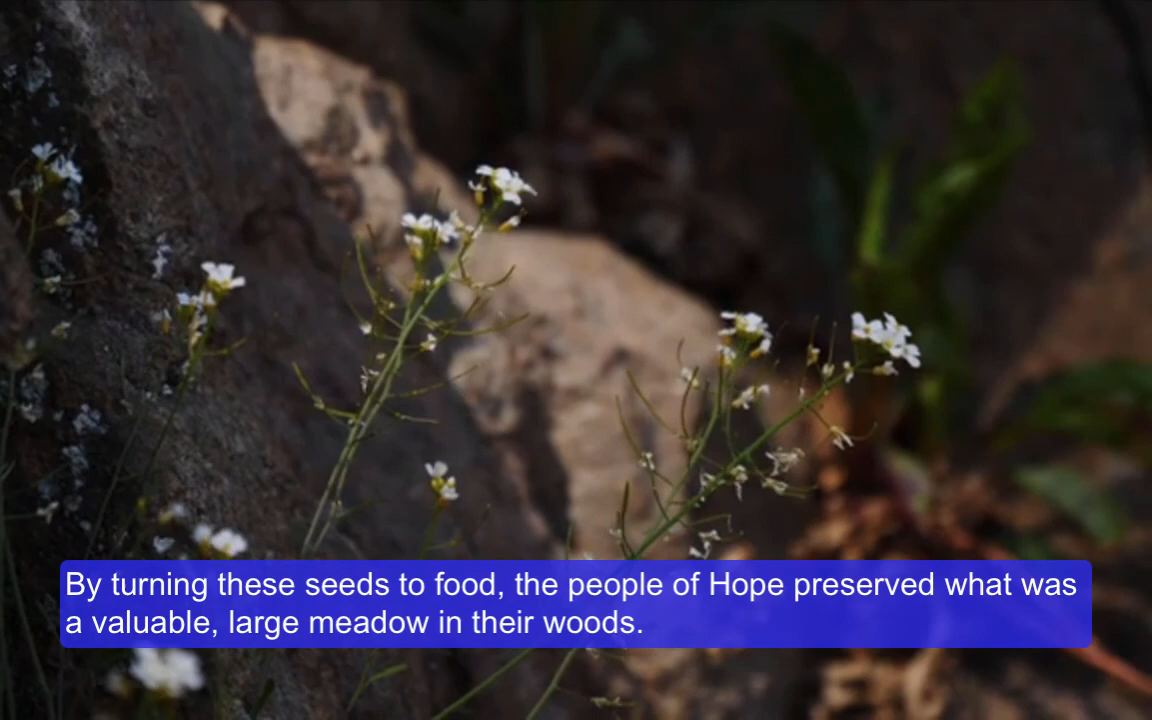 By turning these seeds to food, the people of Hope preserved what was
a valuable, large meadow in their woods.